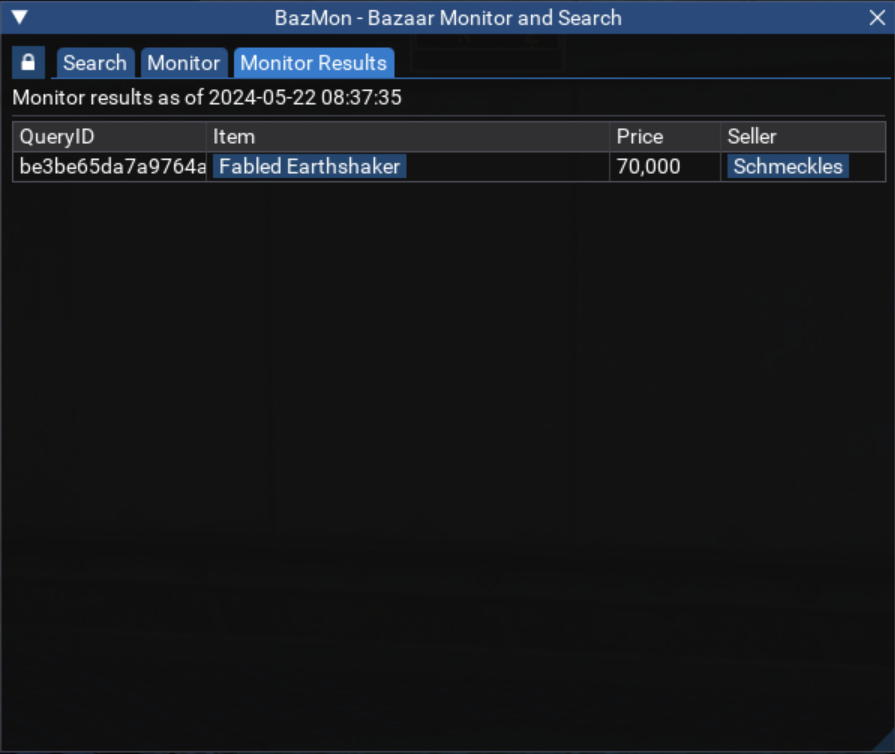 BazMon - Bazaar Monitor and Search
Search Monitor Monitor Results
Monitor results as of 2024-05-22 08:37:35
QueryID Item Price Seller
be3be65da7a9764a Fabled Earthshaker 70,000 Schmeckles